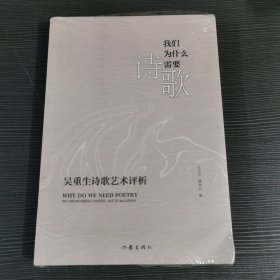 我们
为什么
需要
诗歌
吴重生诗歌艺术评析
WHY DO WE NEED POETRY
WU CHONGSHENG POETRY ART EVALUATION
作家出版社